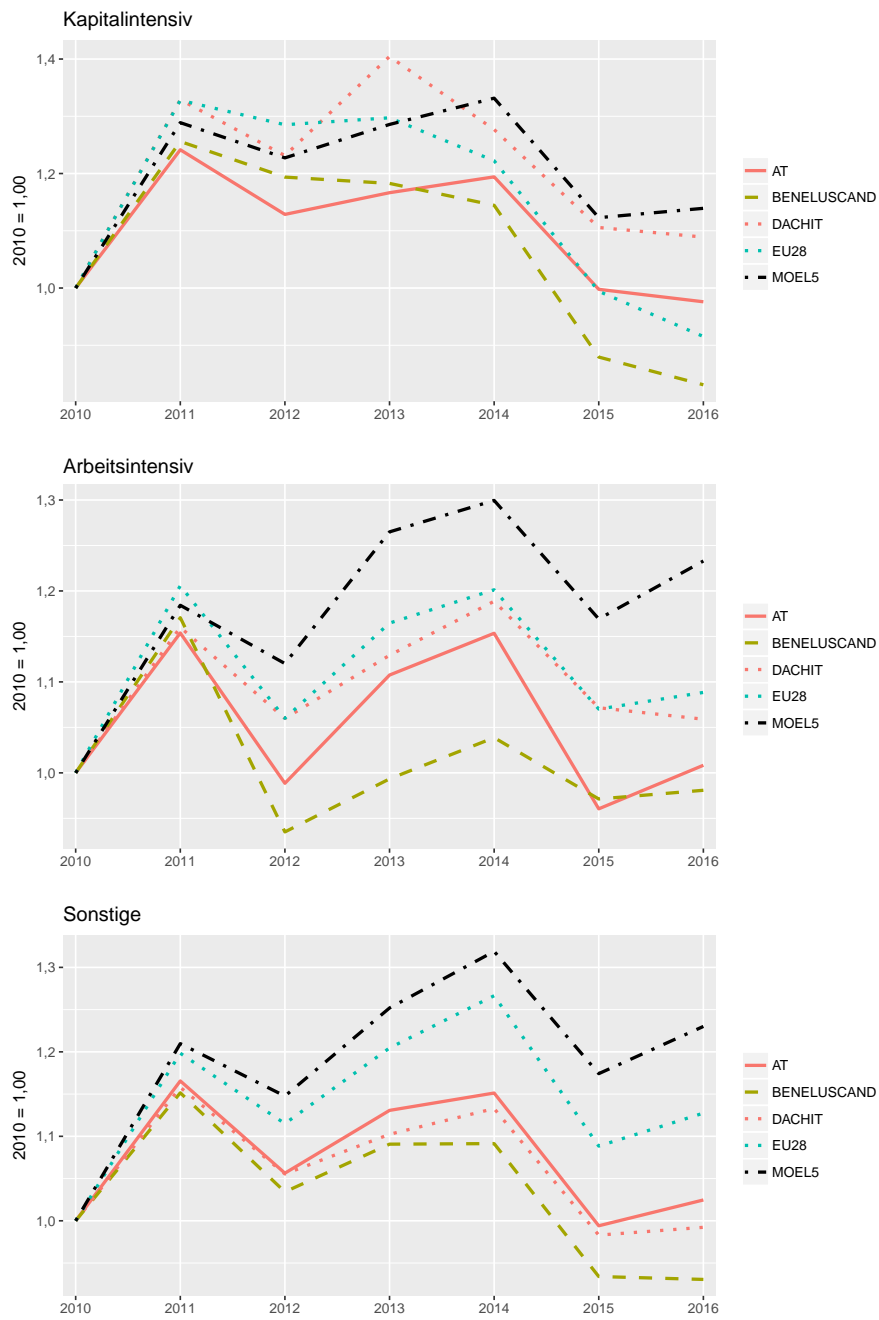 Kapitalintensiv
1,4
1,2
1,0
2010 = 1,00
2010 2011 2012 2013 2014 2015 2016
AT
BENELUSCAND
DACHIT
EU28
MOEL5
Arbeitsintensiv
1,3
1,2
1,1
1,0
2010 = 1,00
2010 2011 2012 2013 2014 2015 2016
AT
BENELUSCAND
DACHIT
EU28
MOEL5
Sonstige
1,3
1,2
1,1
1,0
2010 = 1,00
2010 2011 2012 2013 2014 2015 2016
AT
BENELUSCAND
DACHIT
EU28
MOEL5